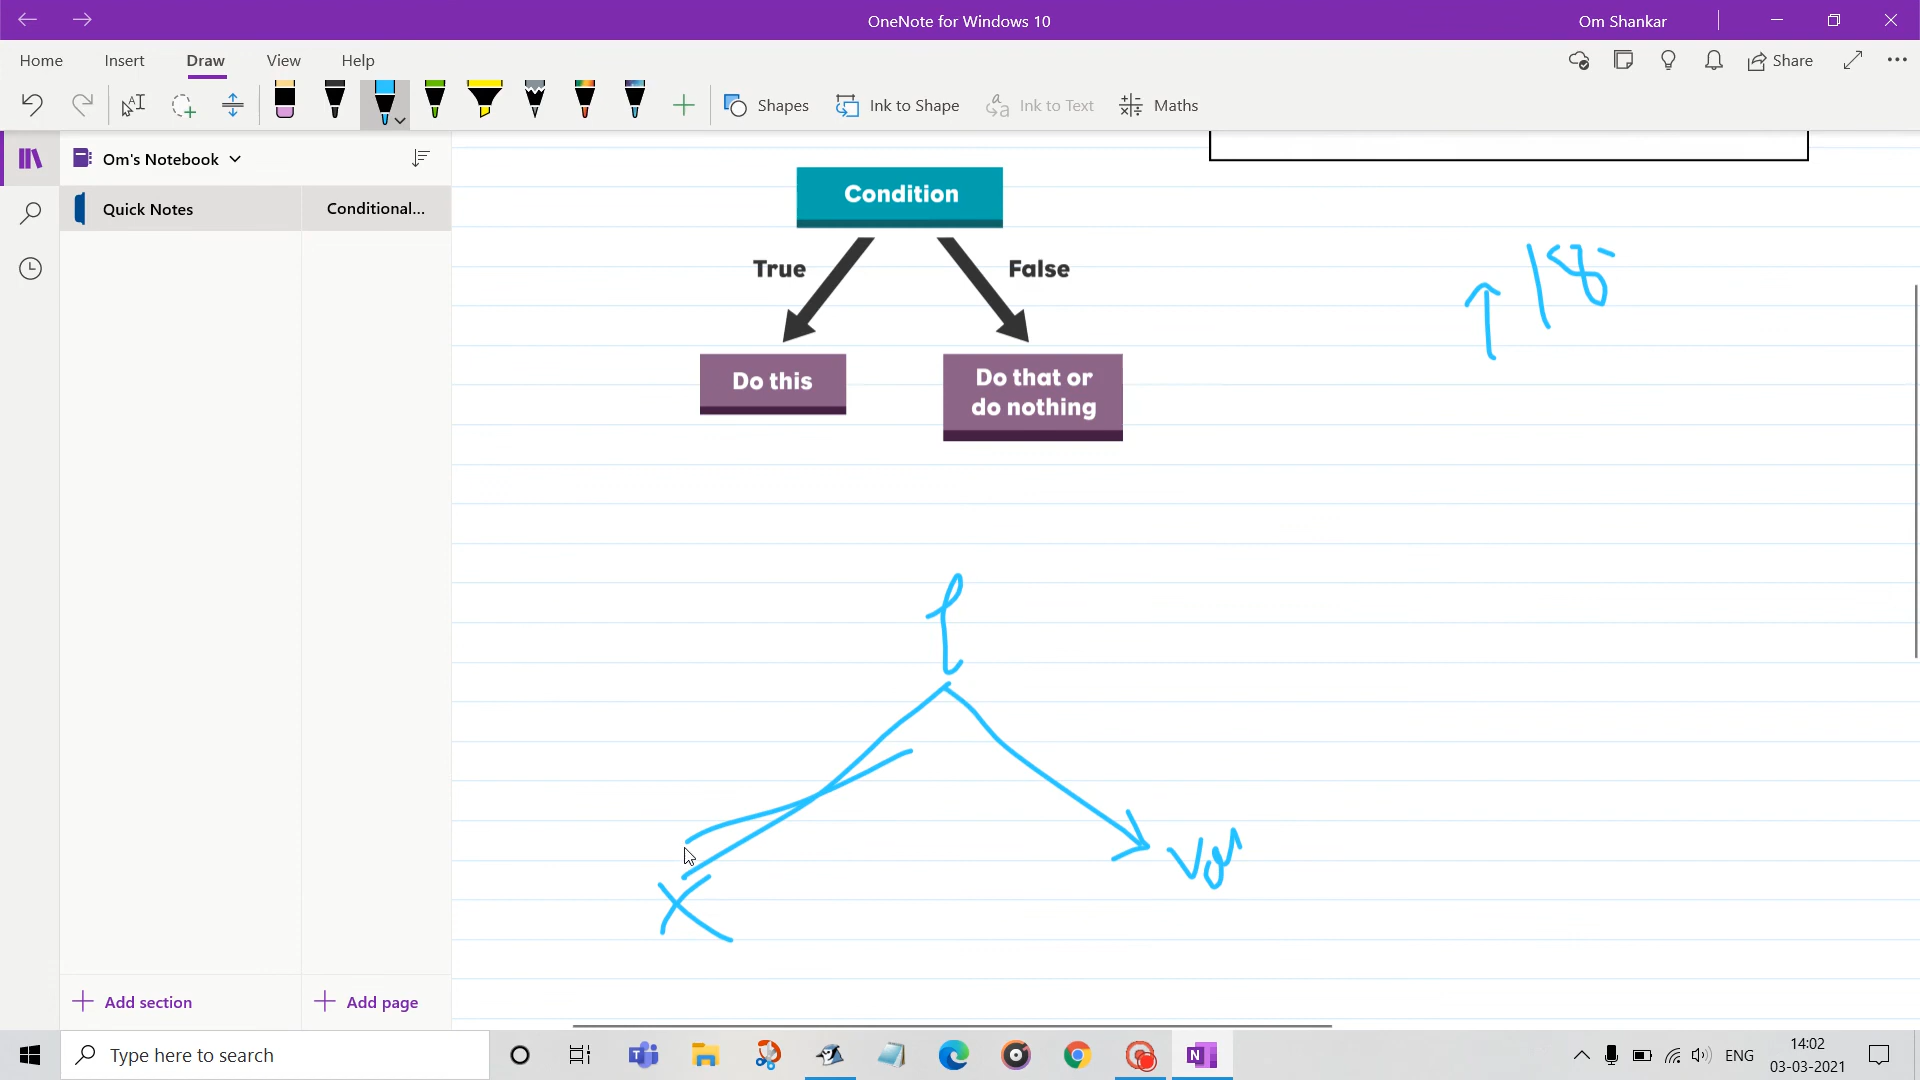 OneNote for Windows 10
Om Shankar
Home
Insert
Draw
View
Help
Share
Shapes
Ink to Shape
Ink to Text
Maths
Om's Notebook
Quick Notes
Conditional...
Condition
True
False
Do this
Do that or
do nothing
↑ 18
X
Add section
Add page
Type here to search
ENG
14:02
03-03-2021